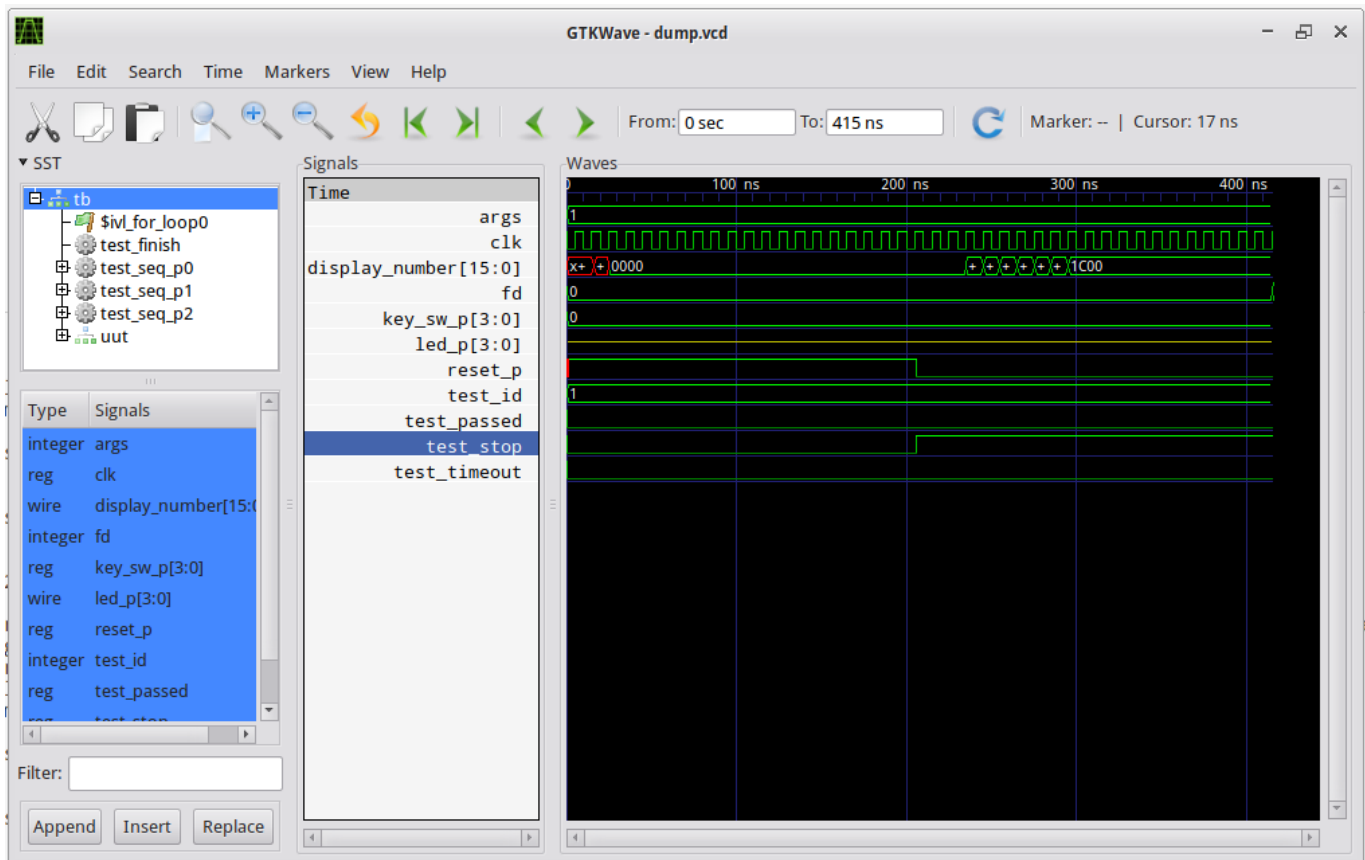 GTKWave - dump.vcd
File Edit Search Time Markers View Help
From: 0 sec To: 415 ns Marker: -- | Cursor: 17 ns
SST
tb
$ivl_for_loop0
test_finish
test_seq_p0
test_seq_p1
test_seq_p2
uut
Type Signals
integer args
reg clk
wire display_number[15:0
integer fd
reg key_sw_p[3:0]
wire led_p[3:0]
reg reset_p
integer test_id
reg test_passed
reg test_stop
Filter:
Append Insert Replace
Signals
Time
args
clk
display_number[15:0]
fd
key_sw_p[3:0]
led_p[3:0]
reset_p
test_id
test_passed
test_stop
test_timeout
Waves
0 100 ns 200 ns 300 ns 400 ns
1
x+ + 0000 + + + + + + 1C00
0
0
1